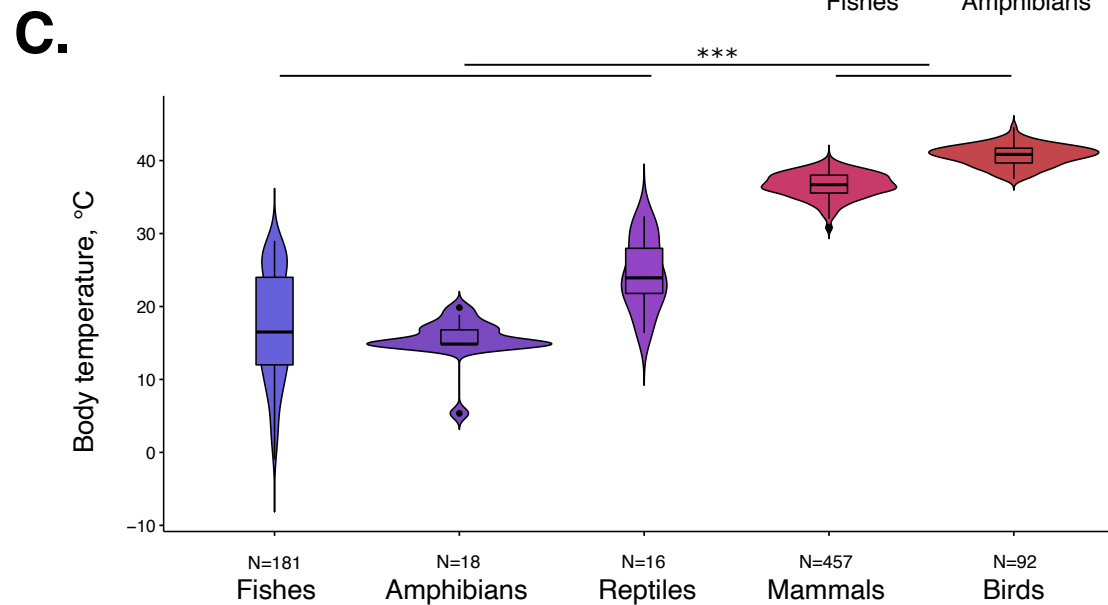 Fishes Amphibians
C.
***
Body temperature, °C
40
30
20
10
0
−10
N=181 N=18 N=16 N=457 N=92
Fishes Amphibians Reptiles Mammals Birds